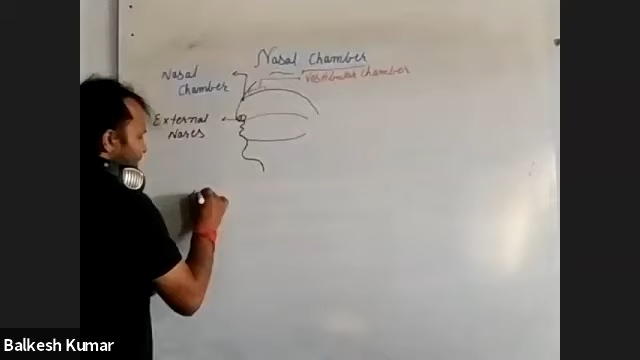 Nasal Chamber
Vestibular Chamber
Nasal
Chamber
External
Nares
Balkesh Kumar